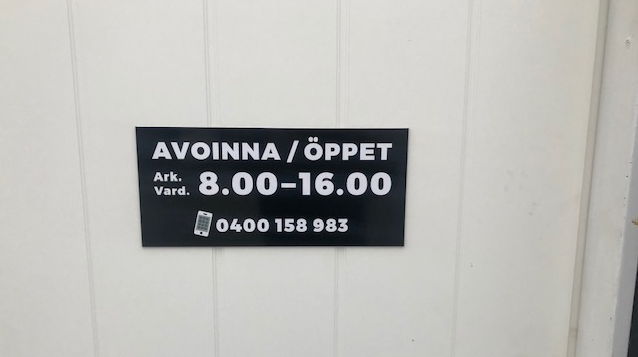 AVOINNA / ÖPPET
Ark.
Vard. 8.00–16.00
0400 158 983